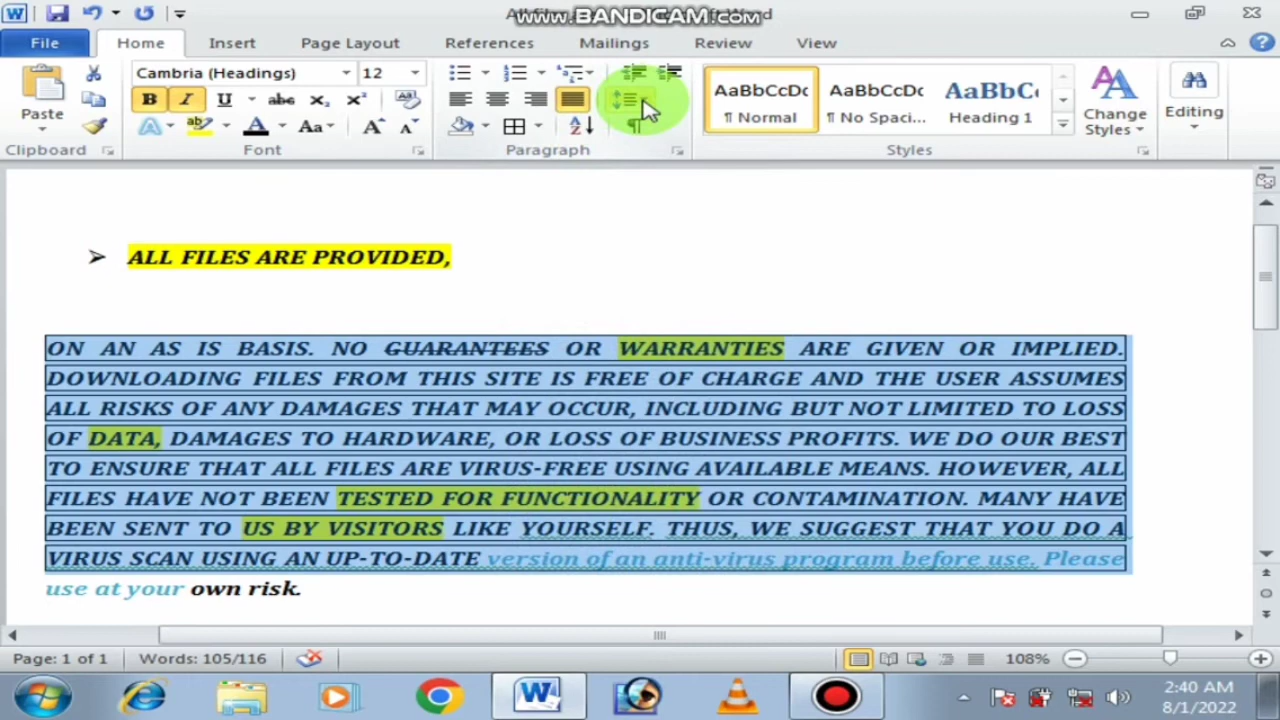 www.BANDICAM.com
File
Home
Insert
Page Layout
References
Mailings
Review
View
Cambria (Headings)
12
Paste
B I U abc x₂ x²
A Aa A A
AaBbCcDc
¶ Normal
AaBbCcDc
¶ No Spaci...
AaBbC
Heading 1
Change
Styles
Editing
Clipboard
Font
Paragraph
Styles
ALL FILES ARE PROVIDED,
ON AN AS IS BASIS. NO GUARANTEES OR WARRANTIES ARE GIVEN OR IMPLIED.
DOWNLOADING FILES FROM THIS SITE IS FREE OF CHARGE AND THE USER ASSUMES
ALL RISKS OF ANY DAMAGES THAT MAY OCCUR, INCLUDING BUT NOT LIMITED TO LOSS
OF DATA, DAMAGES TO HARDWARE, OR LOSS OF BUSINESS PROFITS. WE DO OUR BEST
TO ENSURE THAT ALL FILES ARE VIRUS-FREE USING AVAILABLE MEANS. HOWEVER, ALL
FILES HAVE NOT BEEN TESTED FOR FUNCTIONALITY OR CONTAMINATION. MANY HAVE
BEEN SENT TO US BY VISITORS LIKE YOURSELF. THUS, WE SUGGEST THAT YOU DO A
VIRUS SCAN USING AN UP-TO-DATE version of an anti-virus program before use. Please
use at your own risk.
Page: 1 of 1
Words: 105/116
108%
2:40 AM
8/1/2022